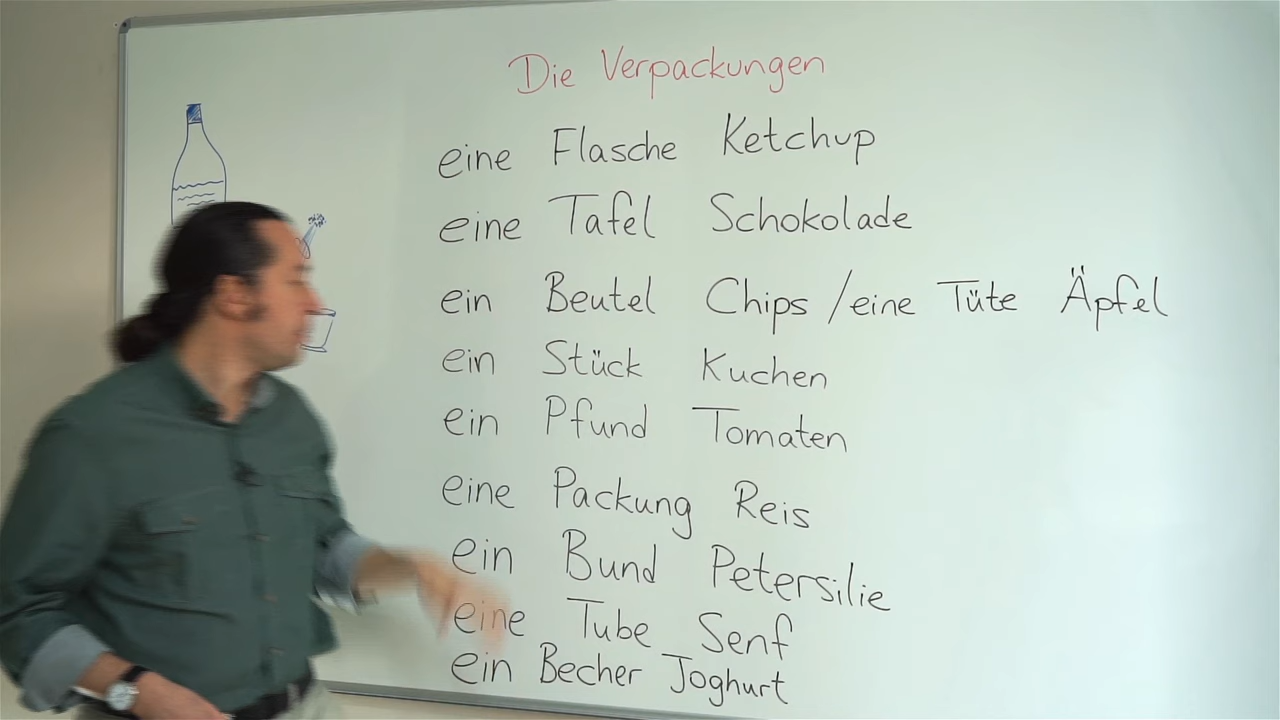 Die Verpackungen
eine Flasche Ketchup
eine Tafel Schokolade
ein Beutel Chips / eine Tüte Äpfel
ein Stück Kuchen
ein Pfund Tomaten
eine Packung Reis
ein Bund Petersilie
eine Tube Senf
ein Becher Joghurt